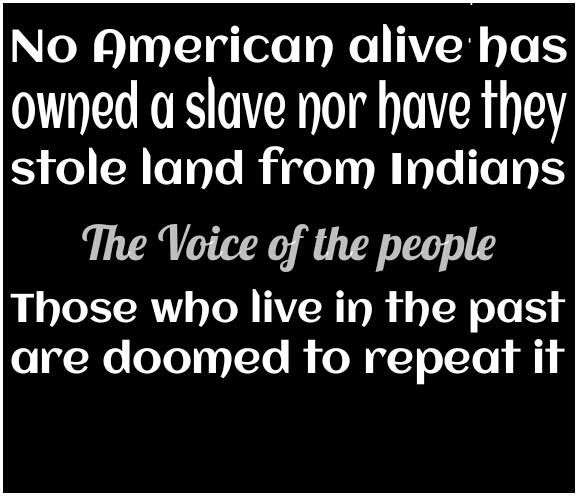 No American alive has
owned a slave nor have they
stole land from Indians
The Voice of the people
Those who live in the past
are doomed to repeat it